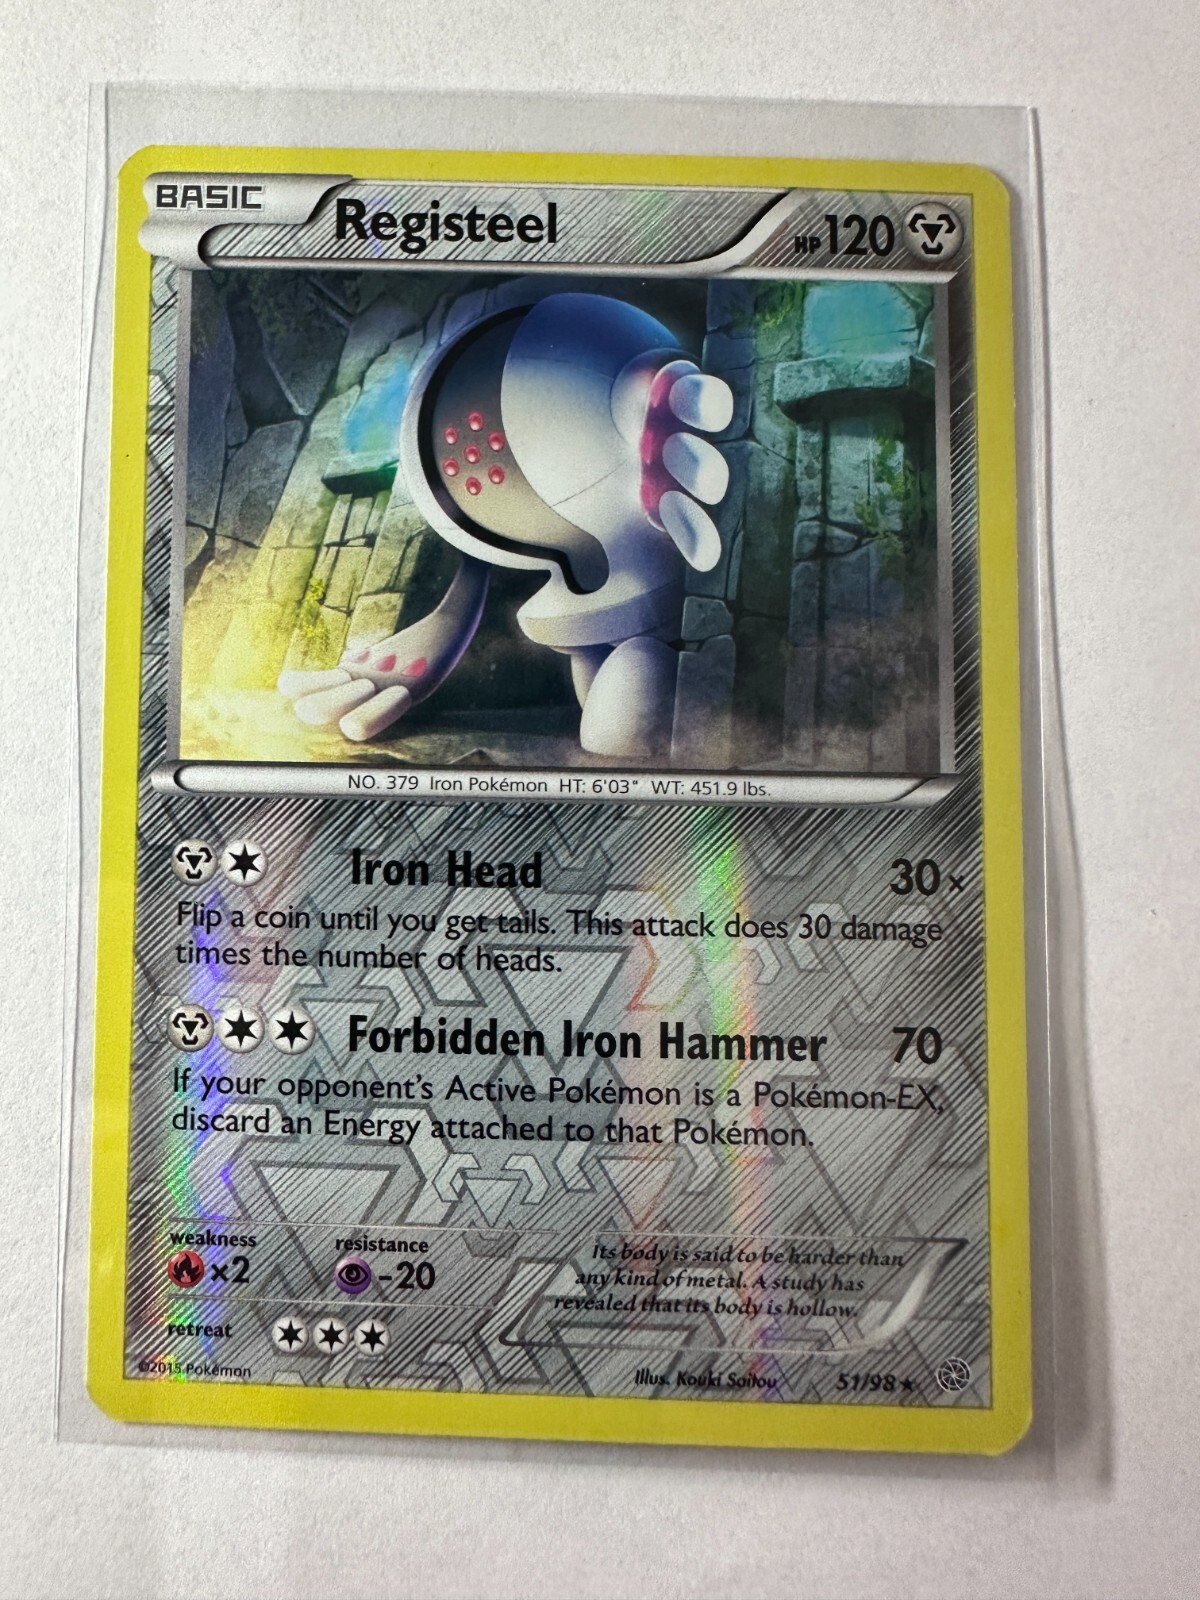 BASIC
Registeel
HP120
NO. 379 Iron Pokémon HT: 6'03" WT: 451.9 lbs.
Iron Head 30×
Flip a coin until you get tails. This attack does 30 damage
times the number of heads.
Forbidden Iron Hammer 70
If your opponent's Active Pokémon is a Pokémon-EX,
discard an Energy attached to that Pokémon.
weakness resistance
×2 -20
Its body is said to be harder than
any kind of metal. A study has
revealed that its body is hollow.
retreat
©2015 Pokémon
Illus. Kouki Saitou 51/98★